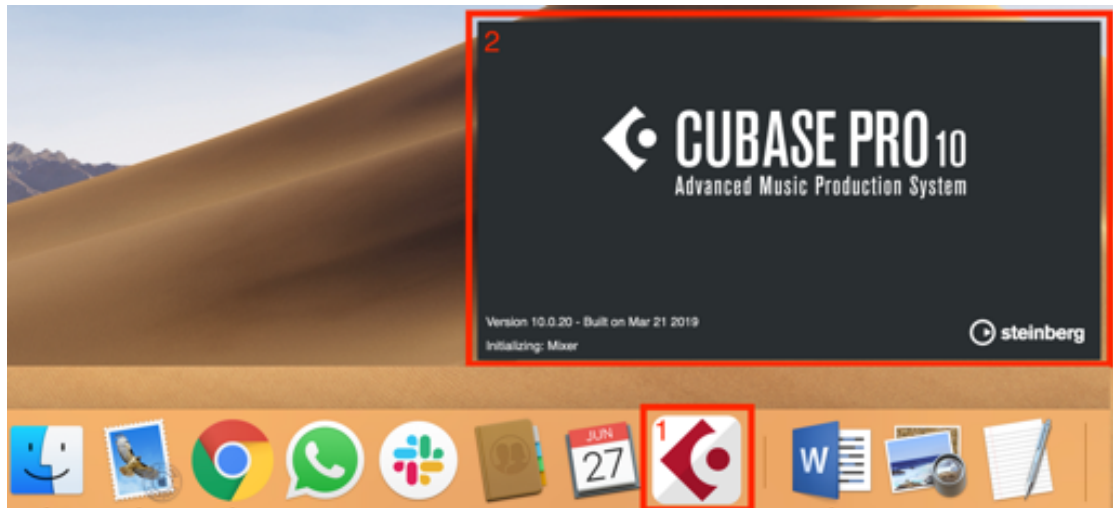 2
CUBASE PRO 10
Advanced Music Production System
Version 10.0.20 - Built on Mar 21 2019
Initializing: Mixer
steinberg
JUN
27
1
W